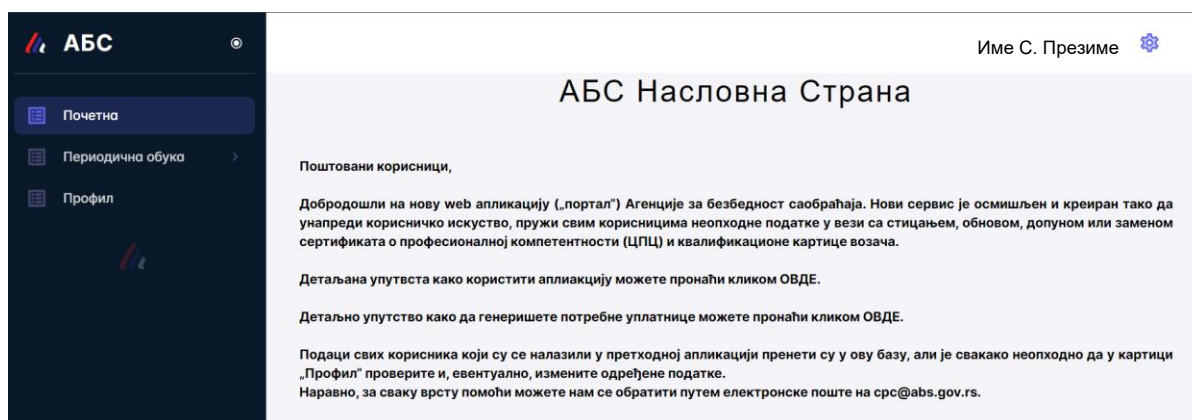 АБС
Име С. Презиме
АБС Насловна Страна
Почетна
Периодична обука
Профил
Поштовани корисници,
Добродошли на нову web апликацију („портал“) Агенције за безбедност саобраћаја. Нови сервис је осмишљен и креиран тако да
унапреди корисничко искуство, пружи свим корисницима неопходне податке у вези са стицањем, обновом, допуном или заменом
сертификата о професионалној компетентности (ЦПЦ) и квалификационе картице возача.
Детаљана упутвста како користити аплиакцију можете пронаћи кликом ОВДЕ.
Детаљно упутство како да генеришете потребне уплатнице можете пронаћи кликом ОВДЕ.
Подаци свих корисника који су се налазили у претходној апликацији пренети су у ову базу, али је свакако неопходно да у картици
„Профил“ проверите и, евентуално, измените одређене податке.
Наравно, за сваку врсту помоћи можете нам се обратити путем електронске поште на cpc@abs.gov.rs.